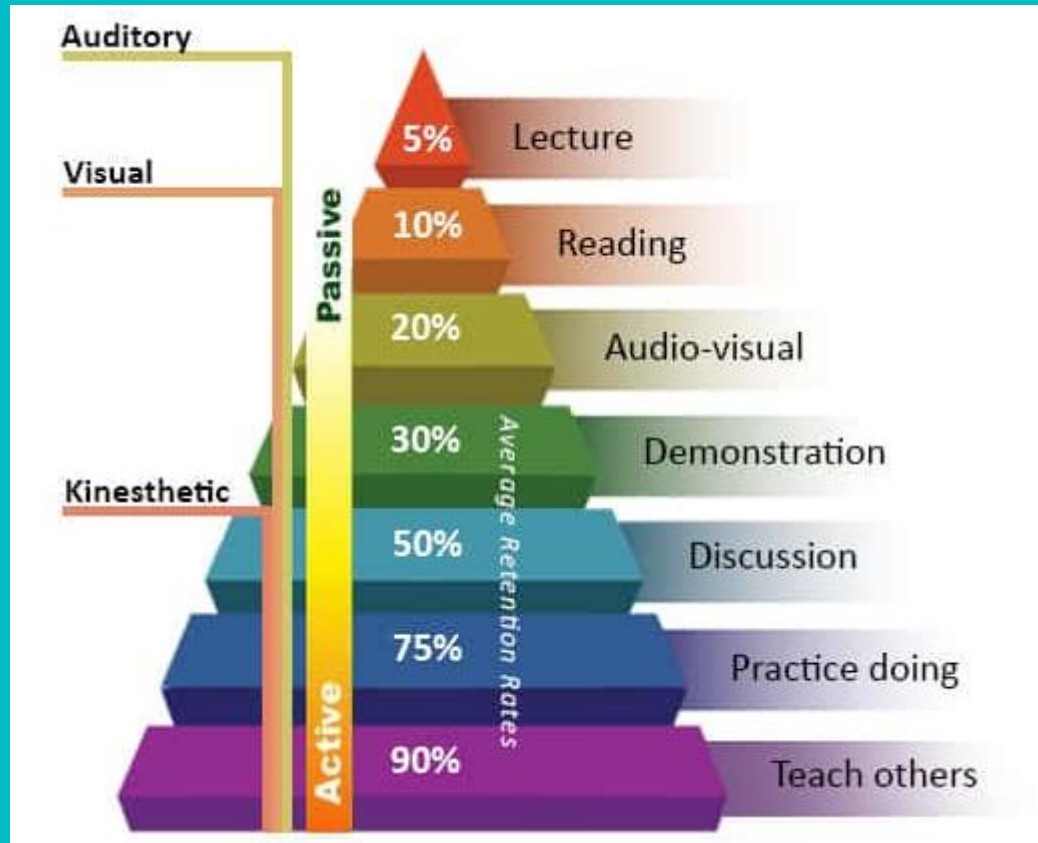 Auditory
5%
Lecture
Visual
Passive
10%
Reading
20%
Audio-visual
30%
Demonstration
Average Retention Rates
Kinesthetic
50%
Discussion
75%
Practice doing
Active
90%
Teach others